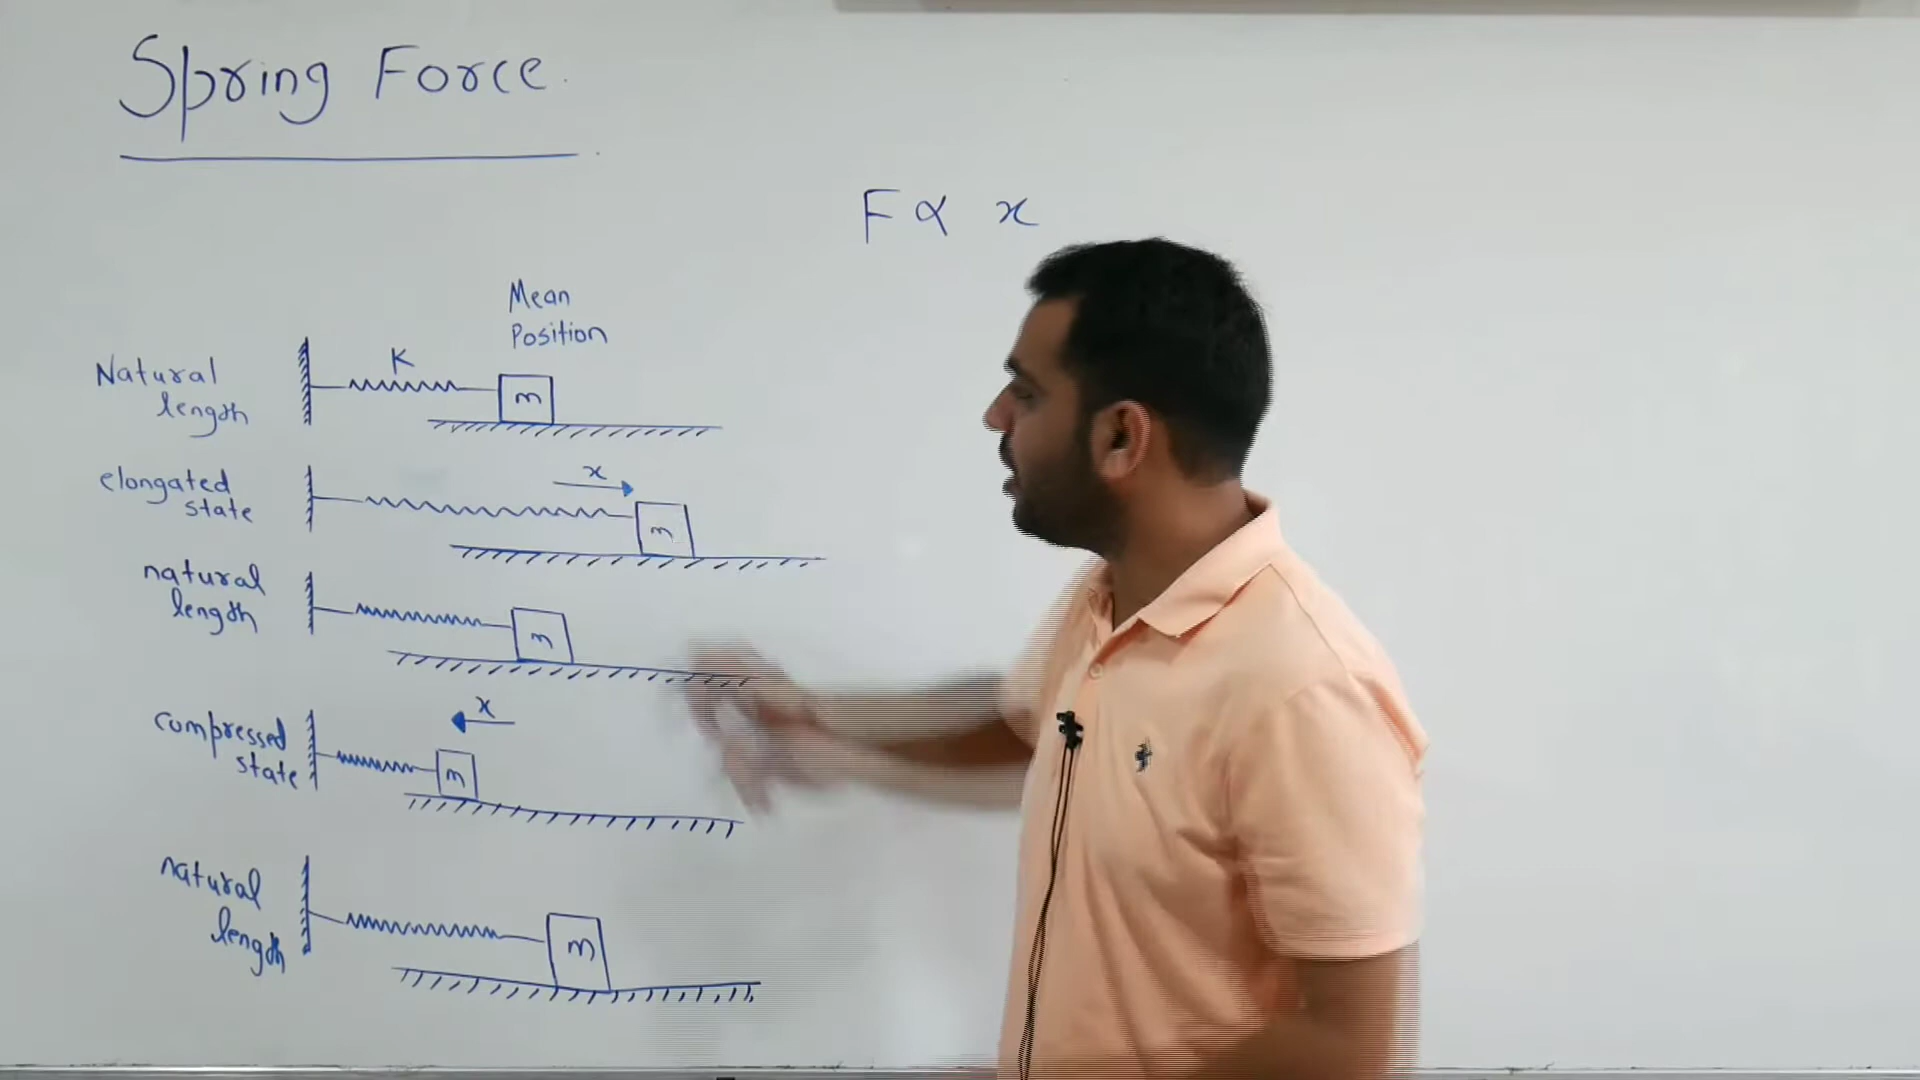 Spring Force
F ∝ x
Mean
Position
K
Natural
length
m
x
elongated
state
m
natural
length
m
x
compressed
state
m
natural
length
m